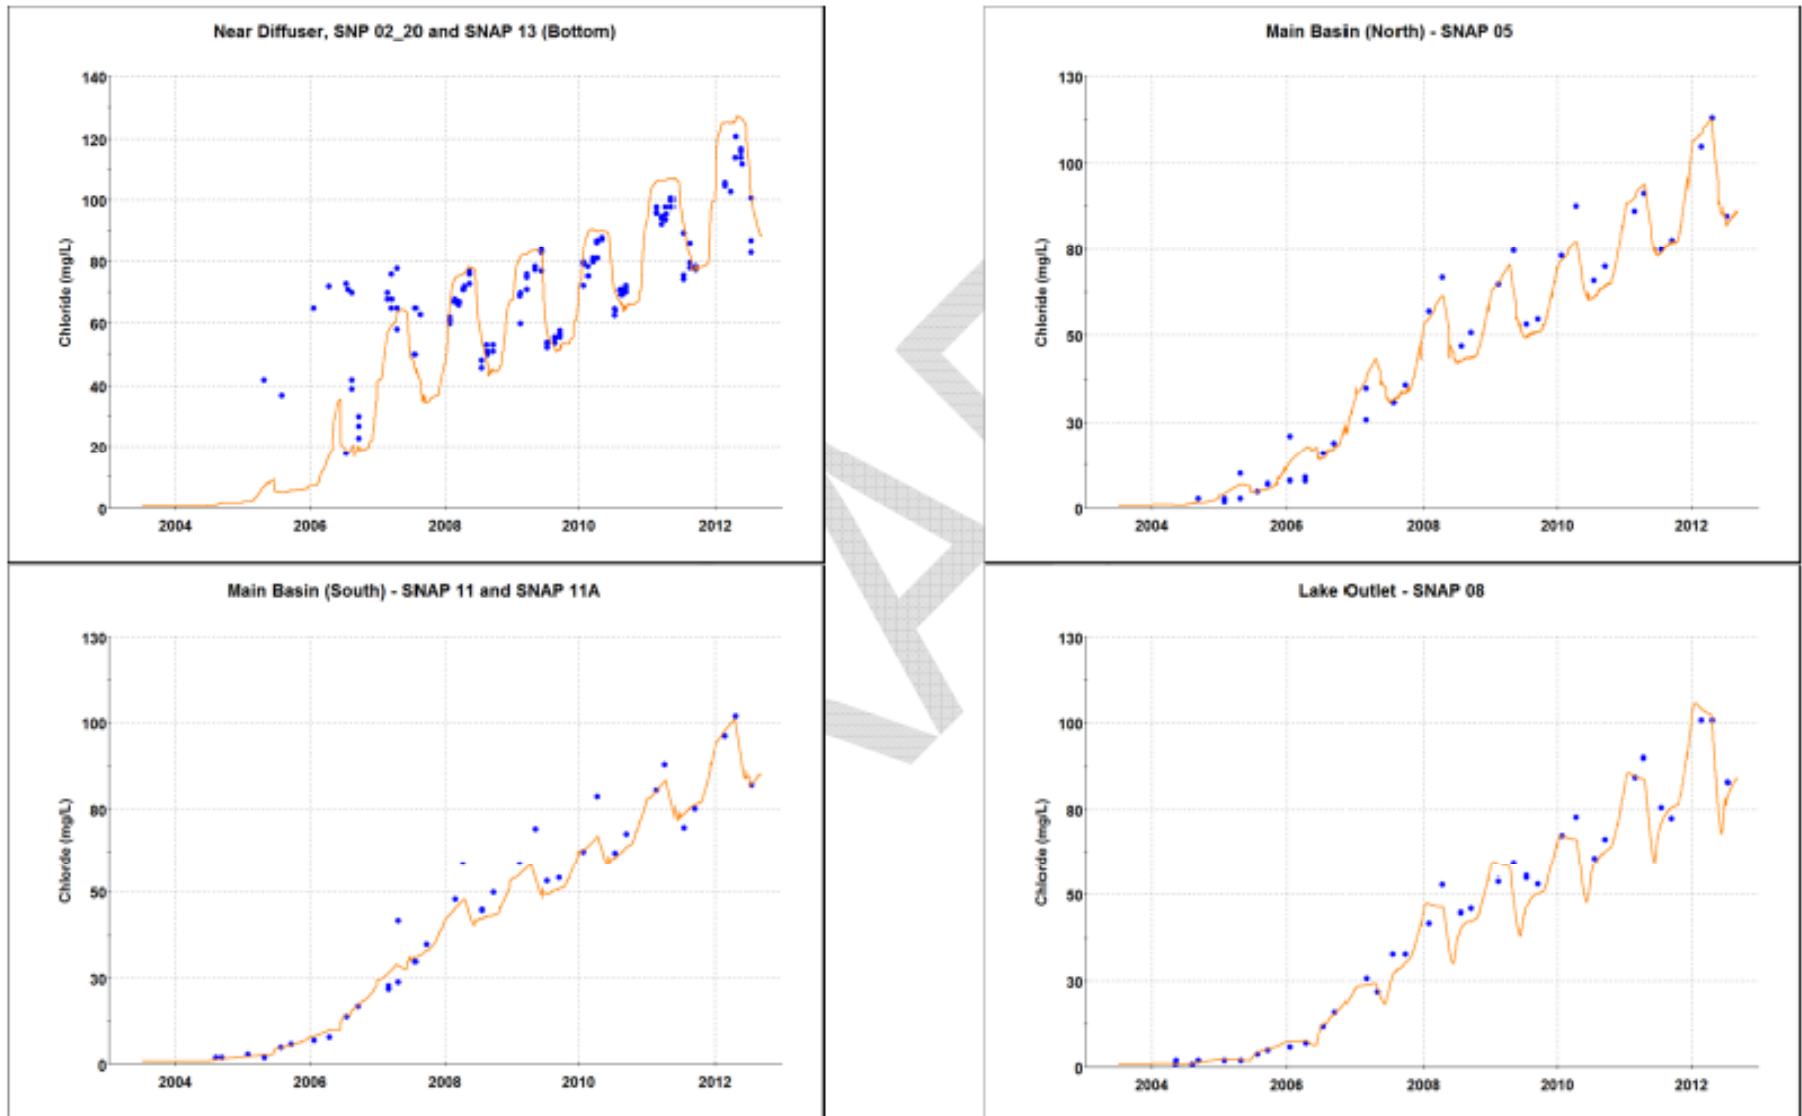 Near Diffuser, SNP 02_20 and SNAP 13 (Bottom)
140
120
100
80
60
40
20
0
Chloride (mg/L)
2004 2006 2008 2010 2012
Main Basin (North) - SNAP 05
130
100
80
50
30
0
Chloride (mg/L)
2004 2006 2008 2010 2012
Main Basin (South) - SNAP 11 and SNAP 11A
130
100
80
50
30
0
Chlorde (mg/L)
2004 2006 2008 2010 2012
Lake Outlet - SNAP 08
130
100
80
50
30
0
Chloride (mg/L)
2004 2006 2008 2010 2012